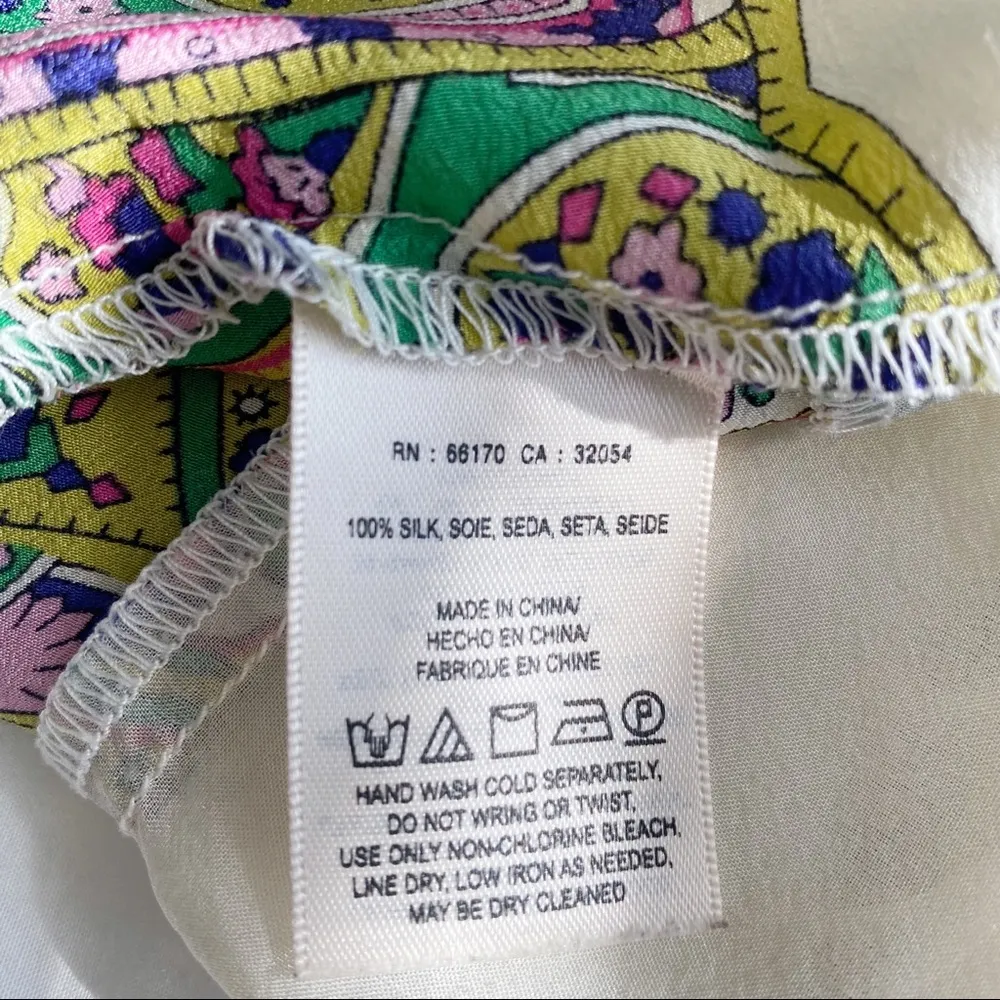 RN : 66170 CA : 32054
100% SILK, SOIE, SEDA, SETA, SEIDE
MADE IN CHINA/
HECHO EN CHINA/
FABRIQUE EN CHINE
P
HAND WASH COLD SEPARATELY,
DO NOT WRING OR TWIST,
USE ONLY NON-CHLORINE BLEACH,
LINE DRY, LOW IRON AS NEEDED,
MAY BE DRY CLEANED